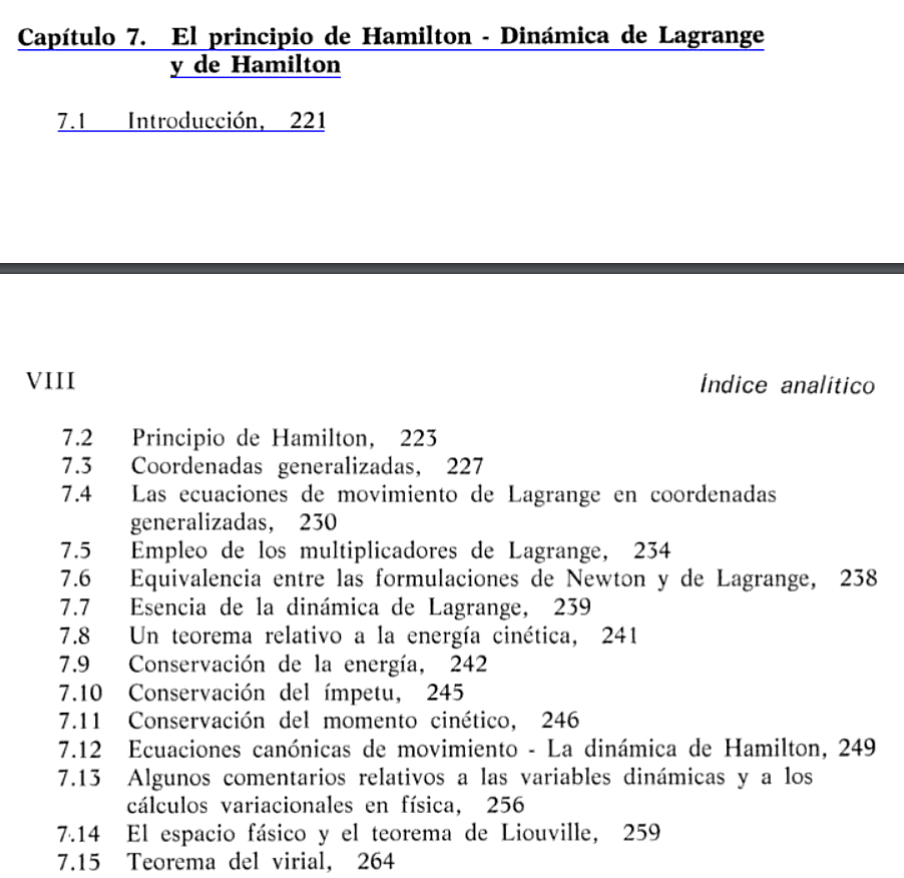 Capítulo 7. El principio de Hamilton - Dinámica de Lagrange
y de Hamilton
7.1 Introducción, 221
VIII
Índice analítico
7.2 Principio de Hamilton, 223
7.3 Coordenadas generalizadas, 227
7.4 Las ecuaciones de movimiento de Lagrange en coordenadas
generalizadas, 230
7.5 Empleo de los multiplicadores de Lagrange, 234
7.6 Equivalencia entre las formulaciones de Newton y de Lagrange, 238
7.7 Esencia de la dinámica de Lagrange, 239
7.8 Un teorema relativo a la energía cinética, 241
7.9 Conservación de la energía, 242
7.10 Conservación del ímpetu, 245
7.11 Conservación del momento cinético, 246
7.12 Ecuaciones canónicas de movimiento - La dinámica de Hamilton, 249
7.13 Algunos comentarios relativos a las variables dinámicas y a los
cálculos variacionales en física, 256
7.14 El espacio fásico y el teorema de Liouville, 259
7.15 Teorema del virial, 264